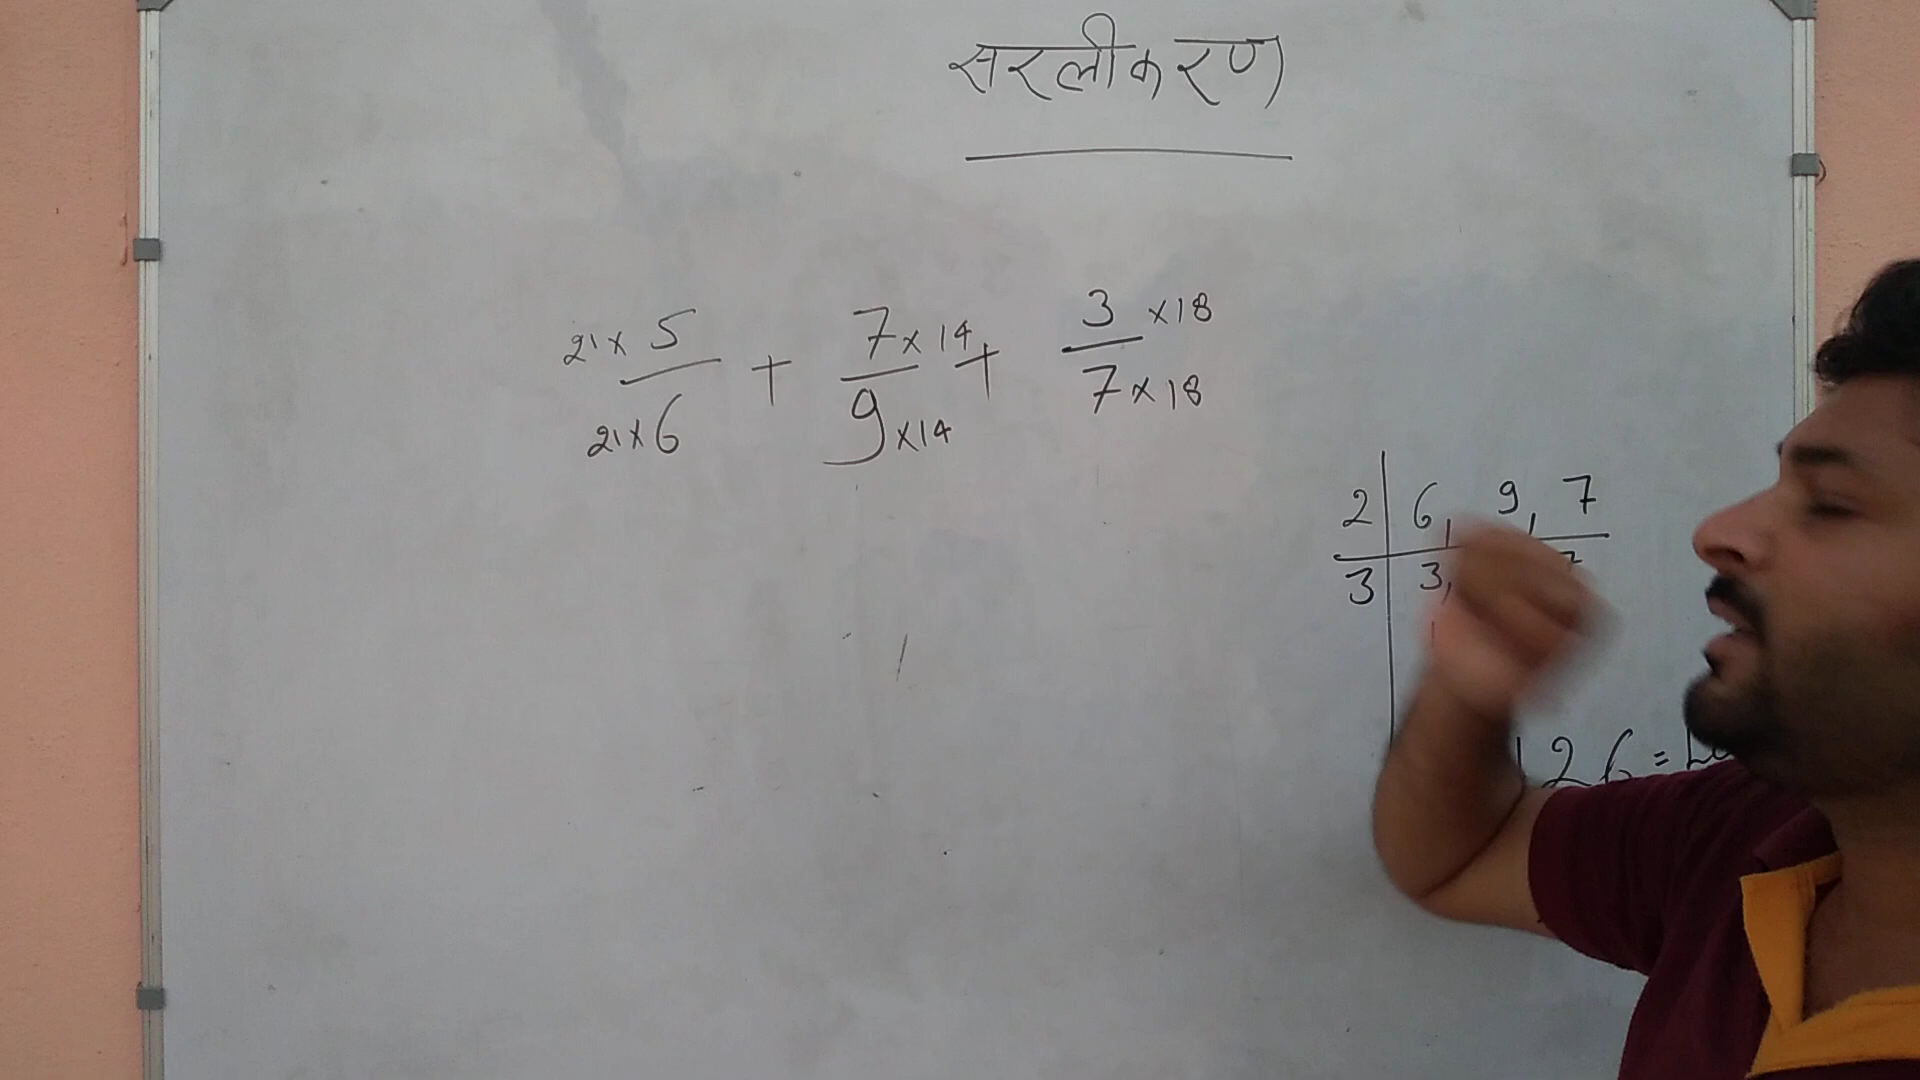 सरलीकरण
21 x 5 + 7 x 14 + 3 x 18
21 x 6 9 x 14 7 x 18
2 | 6, 9, 7
3 | 3,
126 =